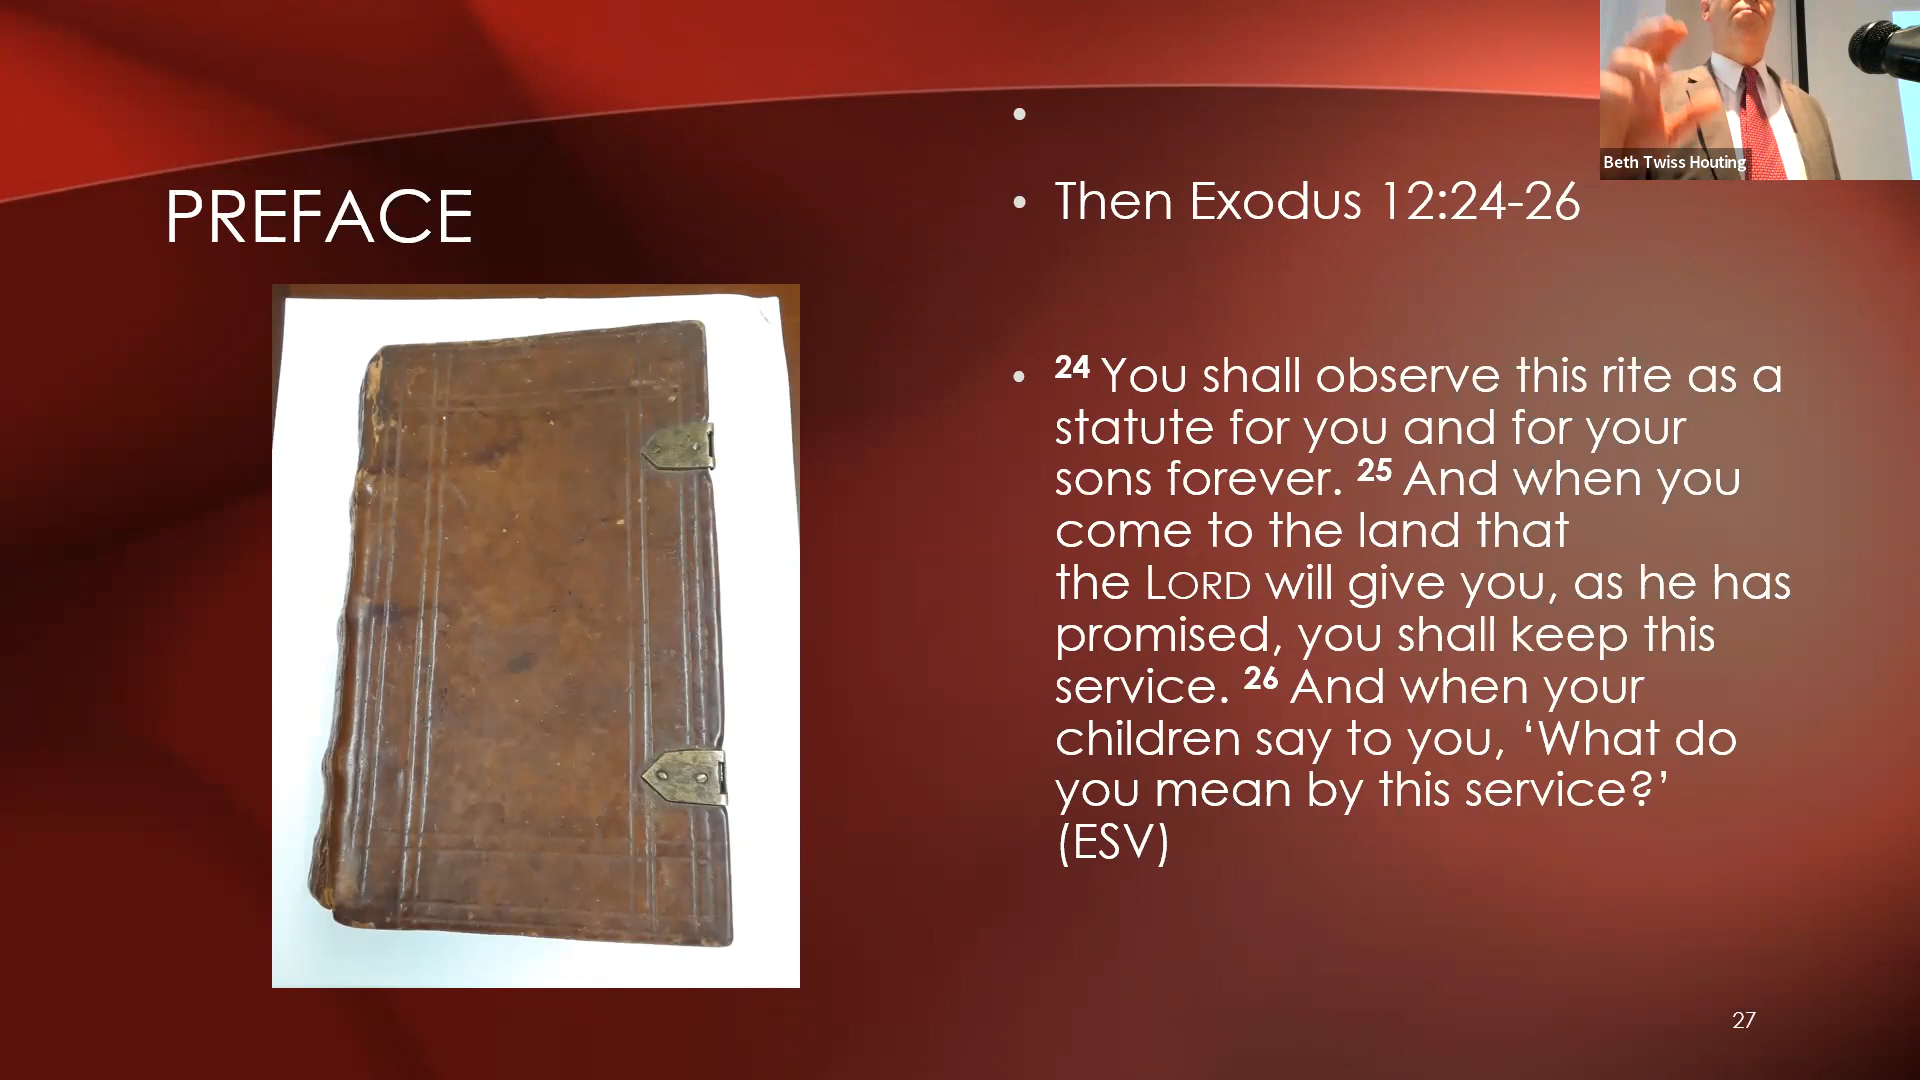 PREFACE
Then Exodus 12:24-26
24 You shall observe this rite as a
statute for you and for your
sons forever. 25 And when you
come to the land that
the LORD will give you, as he has
promised, you shall keep this
service. 26 And when your
children say to you, ‘What do
you mean by this service?’
(ESV)
Beth Twiss Houting
27